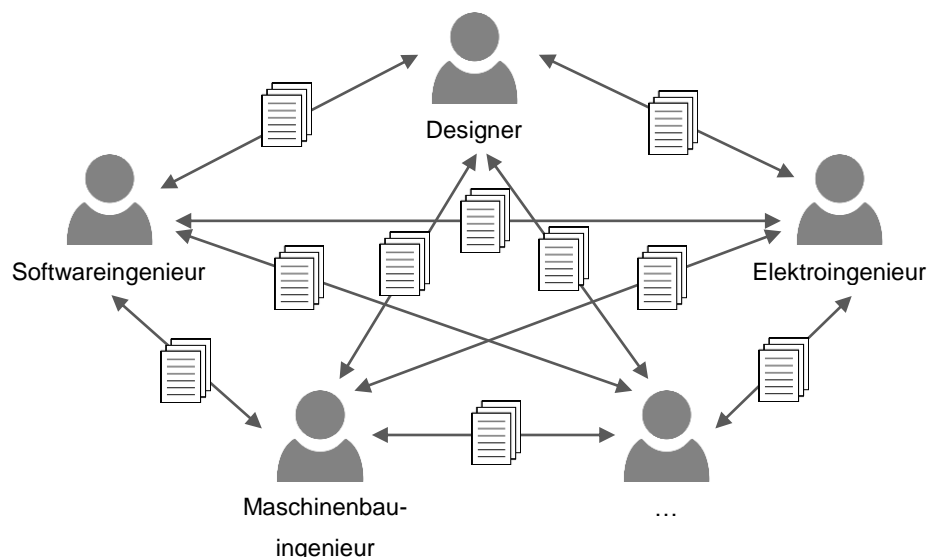 Designer
Softwareingenieur
Elektroingenieur
Maschinenbau-
ingenieur
…